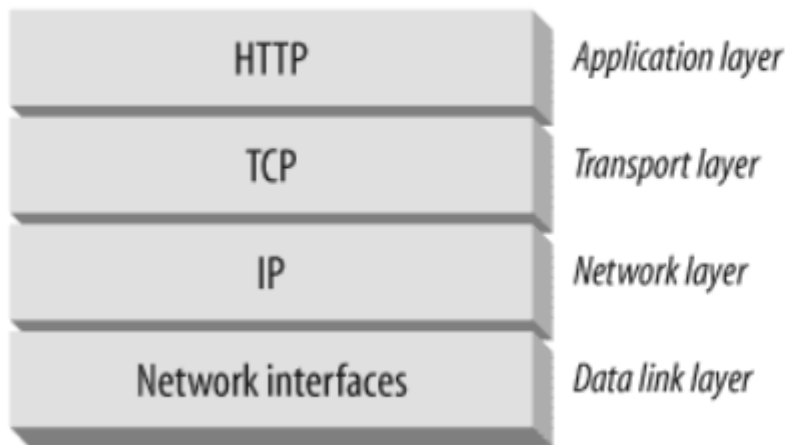 HTTP Application layer
TCP Transport layer
IP Network layer
Network interfaces Data link layer